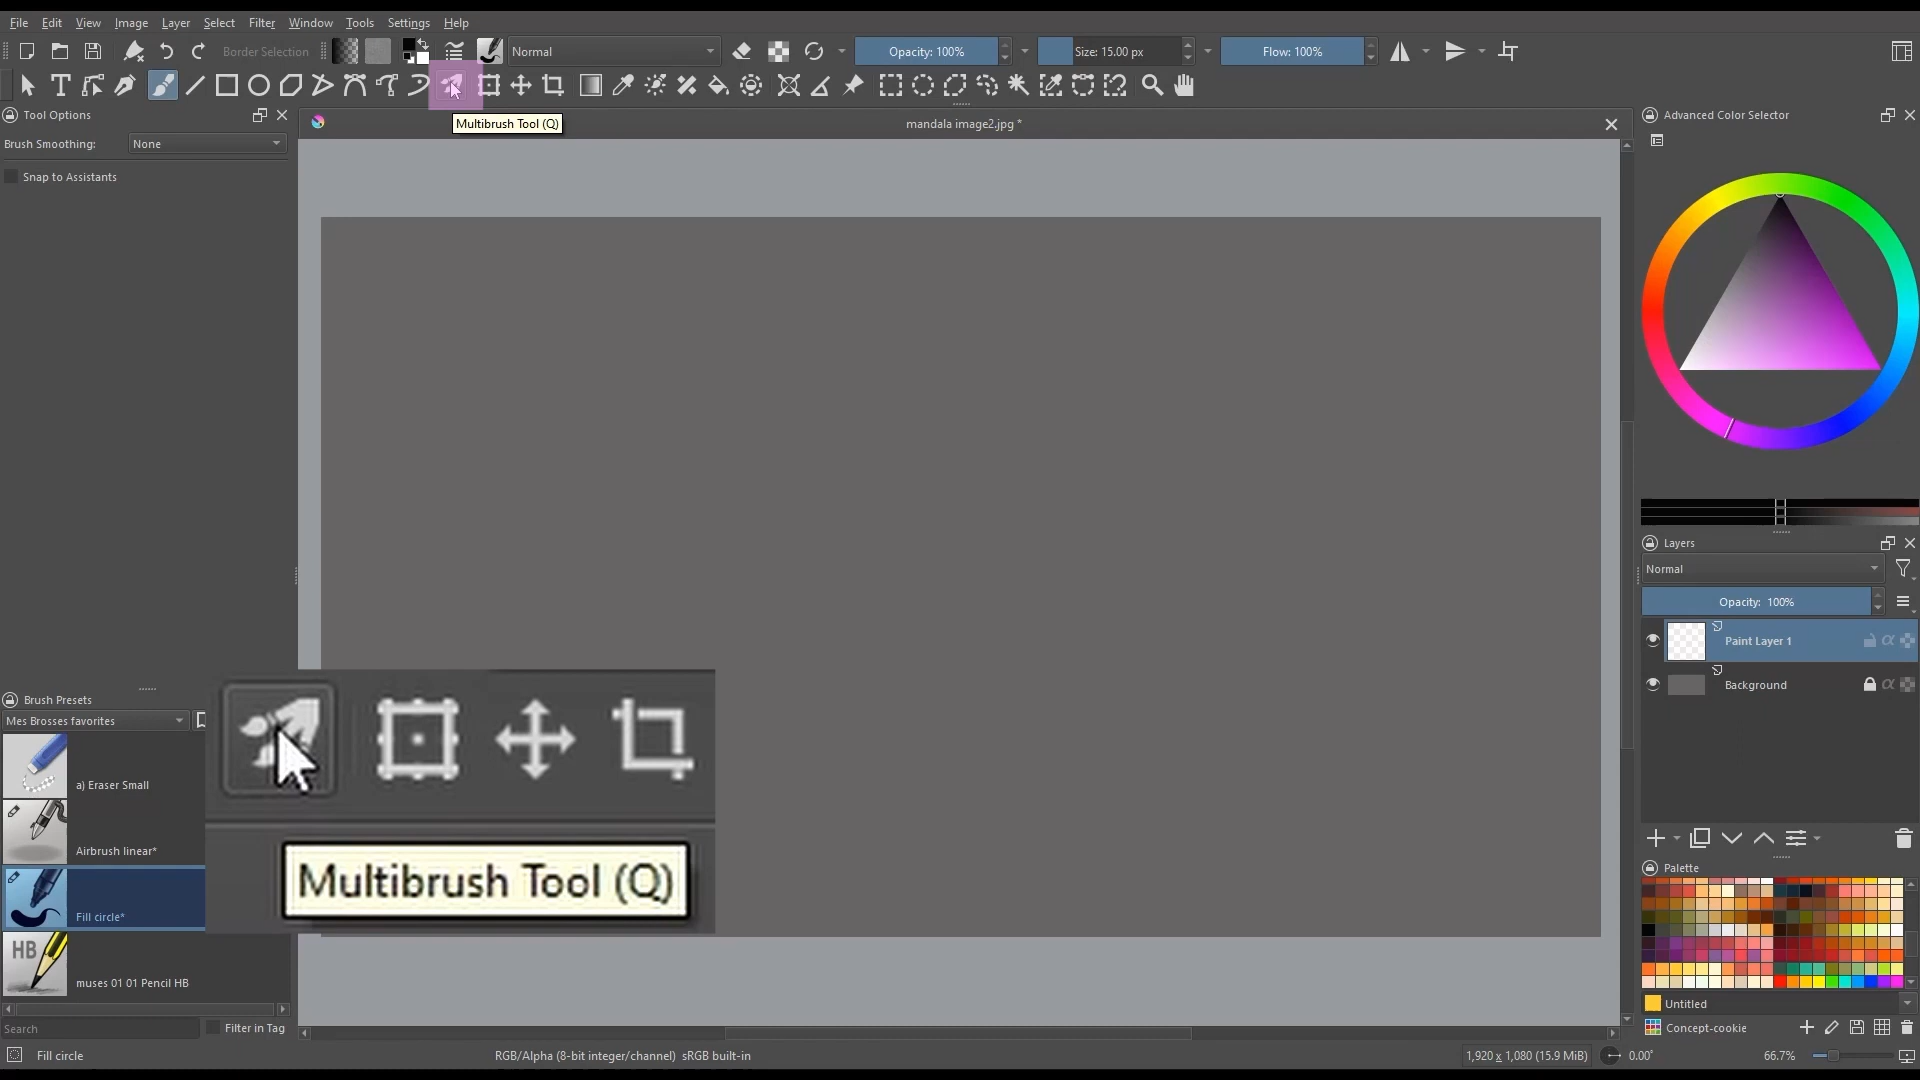 File Edit View Image Layer Select Filter Window Tools Settings Help
Border Selection Normal Opacity: 100% Size: 15.00 px Flow: 100%
Tool Options
Multibrush Tool (Q)
mandala image2.jpg *
Advanced Color Selector
Brush Smoothing: None
Snap to Assistants
Layers
Normal
Opacity: 100%
Paint Layer 1
Background
Brush Presets
Mes Brosses favorites
a) Eraser Small
Airbrush linear*
Fill circle*
HB
muses 01 01 Pencil HB
Multibrush Tool (Q)
Palette
Untitled
Concept-cookie
Search Filter in Tag
Fill circle RGB/Alpha (8-bit integer/channel) sRGB built-in 1,920 x 1,080 (15.9 MiB) 0.00° 66.7%